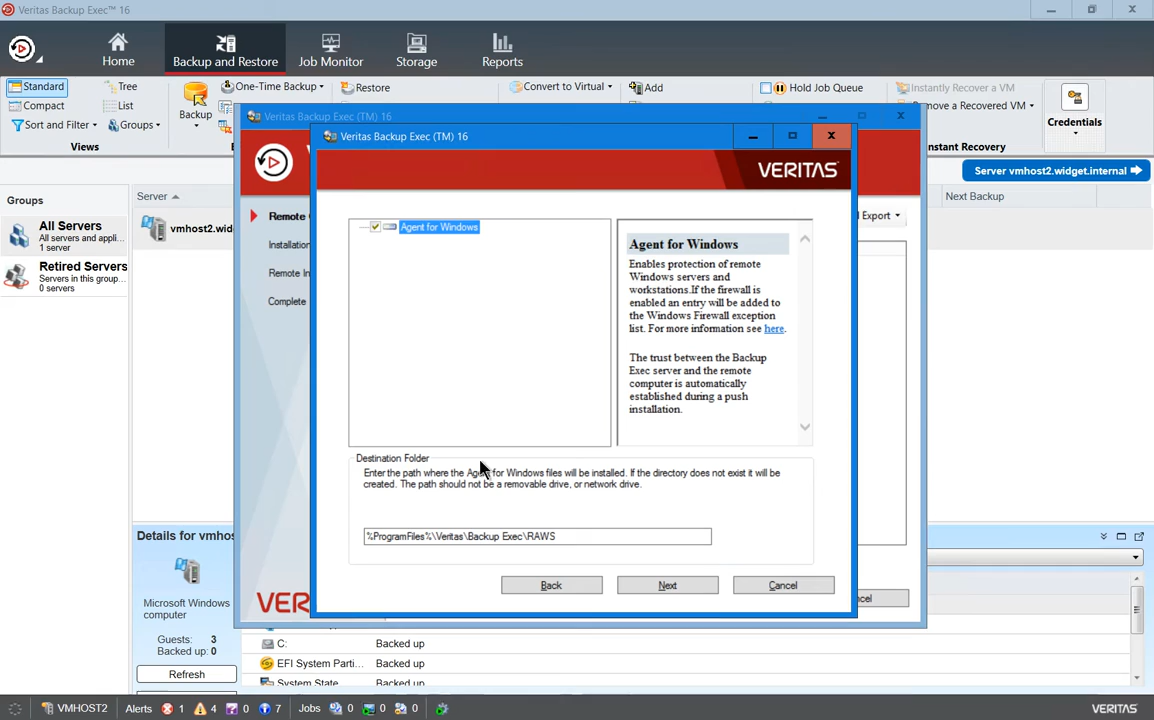 Veritas Backup Exec™ 16
Home
Backup and Restore
Job Monitor
Storage
Reports
Standard
Tree
Compact
List
Sort and Filter
Groups
Views
Backup
One-Time Backup
Restore
Convert to Virtual
Add
Hold Job Queue
Instantly Recover a VM
move a Recovered VM
nstant Recovery
Credentials
Server vmhost2.widget.internal
Groups
All Servers
All servers and appli...
1 server
Retired Servers
Servers in this group...
0 servers
Server
vmhost2.wid
Next Backup
Veritas Backup Exec (TM) 16
Remote
Installation
Remote In
Complete
Export
VER
ncel
Veritas Backup Exec (TM) 16
VERITAS
Agent for Windows
Agent for Windows
Enables protection of remote
Windows servers and
workstations.If the firewall is
enabled an entry will be added to
the Windows Firewall exception
list. For more information see here.
The trust between the Backup
Exec server and the remote
computer is automatically
established during a push
installation.
Destination Folder
Enter the path where the Agent for Windows files will be installed. If the directory does not exist it will be
created. The path should not be a removable drive, or network drive.
%ProgramFiles%\Veritas\Backup Exec\RAWS
Back
Next
Cancel
Details for vmhos
Microsoft Windows
computer
Guests: 3
Backed up: 0
Refresh
C: Backed up
EFI System Parti... Backed up
System State Backed up
VMHOST2
Alerts 1 4 0 7
Jobs 0 0 0
VERITAS